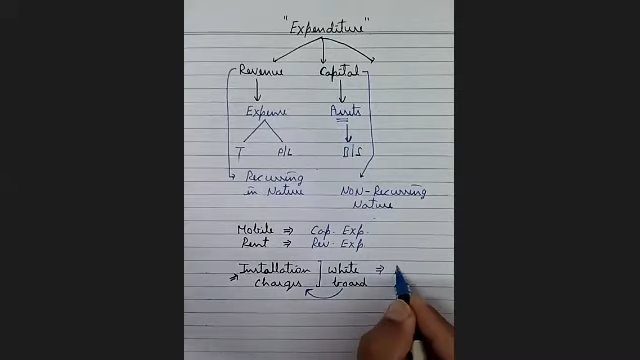 "Expenditure"
Revenue Capital
Expense Assets
T P/L B/S
Recurring in Nature
NON-Recurring Nature
Mobile ⇒ Cap. Exp.
Rent ⇒ Rev. Exp.
Installation Charges White board ⇒